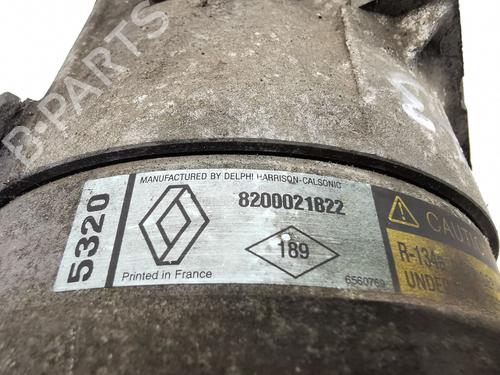 B-PARTS
5320
MANUFACTURED BY DELPHI HARRISON-CALSONIC
8200021822
189
Printed in France
6560769
CAUTI
R-134
UNDER